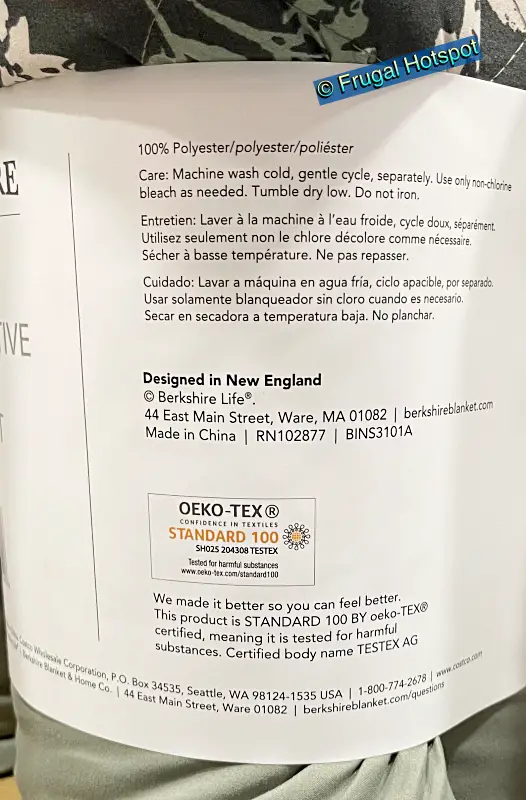 © Frugal Hotspot
RE
TIVE
T
100% Polyester/polyester/poliéster
Care: Machine wash cold, gentle cycle, separately. Use only non-chlorine
bleach as needed. Tumble dry low. Do not iron.
Entretien: Laver à la machine à l'eau froide, cycle doux, séparément.
Utilisez seulement non le chlore décolore comme nécessaire.
Sécher à basse température. Ne pas repasser.
Cuidado: Lavar a máquina en agua fría, ciclo apacible, por separado.
Usar solamente blanqueador sin cloro cuando es necesario.
Secar en secadora a temperatura baja. No planchar.
Designed in New England
© Berkshire Life®.
44 East Main Street, Ware, MA 01082 | berkshireblanket.com
Made in China | RN102877 | BINS3101A
OEKO-TEX®
CONFIDENCE IN TEXTILES
STANDARD 100
SH025 204308 TESTEX
Tested for harmful substances
www.oeko-tex.com/standard100
We made it better so you can feel better.
This product is STANDARD 100 BY oeko-TEX®
certified, meaning it is tested for harmful
substances. Certified body name TESTEX AG
Costco Wholesale Corporation, P.O. Box 34535, Seattle, WA 98124-1535 USA | 1-800-774-2678 | www.costco.com
Berkshire Blanket & Home Co. | 44 East Main Street, Ware 01082 | berkshireblanket.com/questions